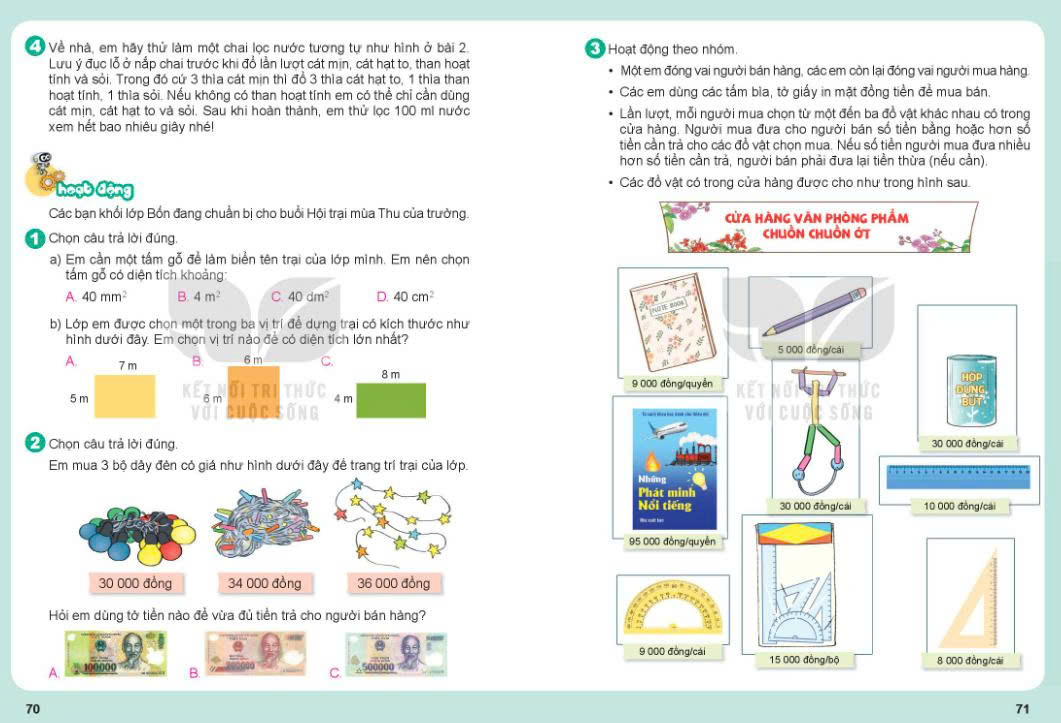 4 Về nhà, em hãy thử làm một chai lọc nước tương tự như hình ở bài 2.
Lưu ý đục lỗ ở nắp chai trước khi đổ lần lượt cát mịn, cát hạt to, than hoạt
tính và sỏi. Trong đó cứ 3 thìa cát mịn thì đổ 3 thìa cát hạt to, 1 thìa than
hoạt tính, 1 thìa sỏi. Nếu không có than hoạt tính em có thể chỉ cần dùng
cát mịn, cát hạt to và sỏi. Sau khi hoàn thành, em thử lọc 100 ml nước
xem hết bao nhiêu giây nhé!
hoạt động
Các bạn khối lớp Bốn đang chuẩn bị cho buổi Hội trại mùa Thu của trường.
1 Chọn câu trả lời đúng.
a) Em cần một tấm gỗ để làm biển tên trại của lớp mình. Em nên chọn
tấm gỗ có diện tích khoảng:
A. 40 mm² B. 4 m² C. 40 dm² D. 40 cm²
b) Lớp em được chọn một trong ba vị trí để dựng trại có kích thước như
hình dưới đây. Em chọn vị trí nào để có diện tích lớn nhất?
A. B. C.
7 m 6 m 8 m
5 m 6 m 4 m
KẾT NỐI TRI THỨC
VỚI CUỘC SỐNG
2 Chọn câu trả lời đúng.
Em mua 3 bộ dây đèn có giá như hình dưới đây để trang trí trại của lớp.
30 000 đồng 34 000 đồng 36 000 đồng
Hỏi em dùng tờ tiền nào để vừa đủ tiền trả cho người bán hàng?
A. 100000 B. 200000 C. 500000
70
3 Hoạt động theo nhóm.
• Một em đóng vai người bán hàng, các em còn lại đóng vai người mua hàng.
• Các em dùng các tấm bìa, tờ giấy in mặt đồng tiền để mua bán.
• Lần lượt, mỗi người mua chọn từ một đến ba đồ vật khác nhau có trong
cửa hàng. Người mua đưa cho người bán số tiền bằng hoặc hơn số
tiền cần trả cho các đồ vật chọn mua. Nếu số tiền người mua đưa nhiều
hơn số tiền cần trả, người bán phải đưa lại tiền thừa (nếu cần).
• Các đồ vật có trong cửa hàng được cho như trong hình sau.
CỬA HÀNG VĂN PHÒNG PHẨM
CHUỒN CHUỒN ỚT
NOTE BOOK
9 000 đồng/quyển
5 000 đồng/cái
HỘP
ĐỰNG
BÚT
30 000 đồng/cái
KẾT NỐI TRI THỨC
VỚI CUỘC SỐNG
Những
Phát minh
Nổi tiếng
95 000 đồng/quyển
30 000 đồng/cái
10 000 đồng/cái
9 000 đồng/cái
15 000 đồng/bộ
8 000 đồng/cái
71